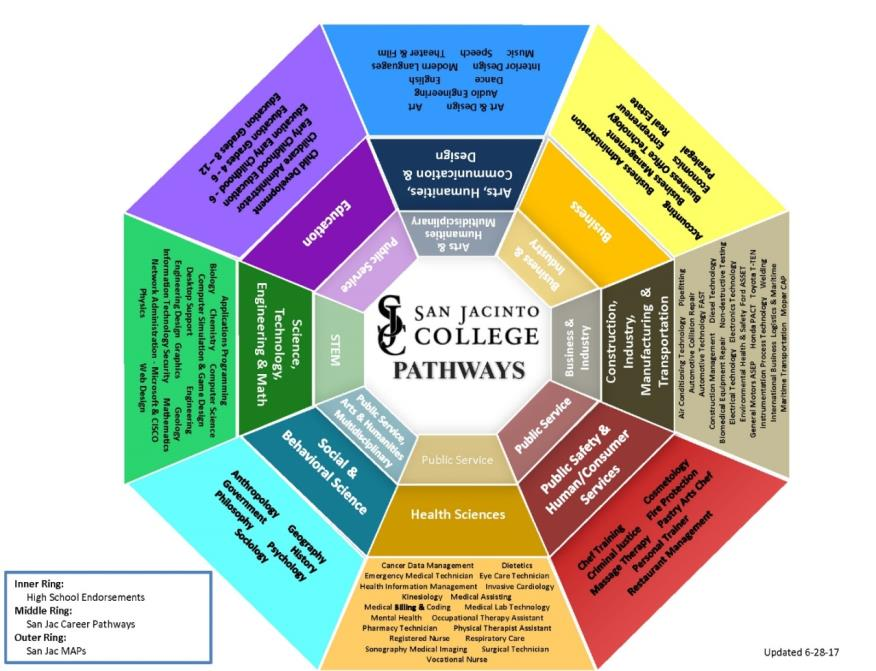 SAN JACINTO
COLLEGE
PATHWAYS
Music Speech Theater & Film
Interior Design Modern Languages
Dance English
Audio Engineering
Art & Design Art
Arts, Humanities,
Communication &
Design
Arts &
Humanities
Multidisciplinary
Accounting
Business Administration
Business Management
Business Office Technology
Economics Entrepreneur
Paralegal Real Estate
Business
Business &
Industry
Air Conditioning Technology Pipefitting
Automotive Collision Repair
Automotive Technology FAST
Construction Management Diesel Technology
Biomedical Equipment Repair Non-destructive Testing
Electrical Technology Electronics Technology
Environmental Health & Safety Ford ASSET
General Motors ASEP Honda PACT Toyota T-TEN
Instrumentation Process Technology Welding
International Business Logistics & Maritime
Maritime Transportation Mopar CAP
Construction,
Industry,
Manufacturing &
Transportation
Business &
Industry
Cosmetology
Chef Training Fire Protection
Criminal Justice Pastry Arts Chef
Massage Therapy
Personal Trainer
Restaurant Management
Public Safety &
Human/Consumer
Services
Public Service
Public Service
Health Sciences
Cancer Data Management Dietetics
Emergency Medical Technician Eye Care Technician
Health Information Management Invasive Cardiology
Kinesiology Medical Assisting
Medical Billing & Coding Medical Lab Technology
Mental Health Occupational Therapy Assistant
Pharmacy Technician Physical Therapist Assistant
Registered Nurse Respiratory Care
Sonography Medical Imaging Surgical Technician
Vocational Nurse
Public Service,
Arts & Humanities
Multidisciplinary
Social &
Behavioral Science
Anthropology Geography
Government History
Philosophy Psychology
Sociology
STEM
Science,
Technology,
Engineering & Math
Applications Programming
Biology Chemistry Computer Science
Computer Simulation & Game Design
Desktop Support Engineering
Engineering Design Graphics Geology
Information Technology Security Mathematics
Network Administration - Microsoft & CISCO
Physics Web Design
Public Service
Education
Child Development
Childcare Administrator
Early Childhood Education
Education Early Childhood - 6
Education Grades 4 - 8
Education Grades 8 – 12
Inner Ring:
High School Endorsements
Middle Ring:
San Jac Career Pathways
Outer Ring:
San Jac MAPs
Updated 6-28-17